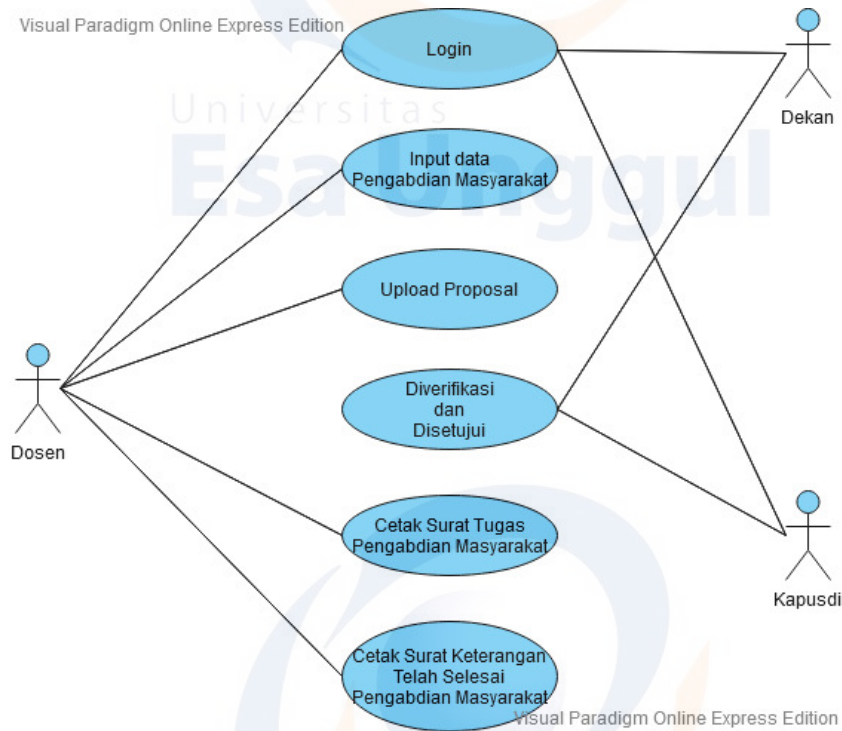 Visual Paradigm Online Express Edition
Login
Dekan
Universitas
Esa Unggul
Input data
Pengabdian Masyarakat
Upload Proposal
Diverifikasi
dan
Disetujui
Dosen
Cetak Surat Tugas
Pengabdian Masyarakat
Kapusdi
Cetak Surat Keterangan
Telah Selesai
Pengabdian Masyarakat
Visual Paradigm Online Express Edition